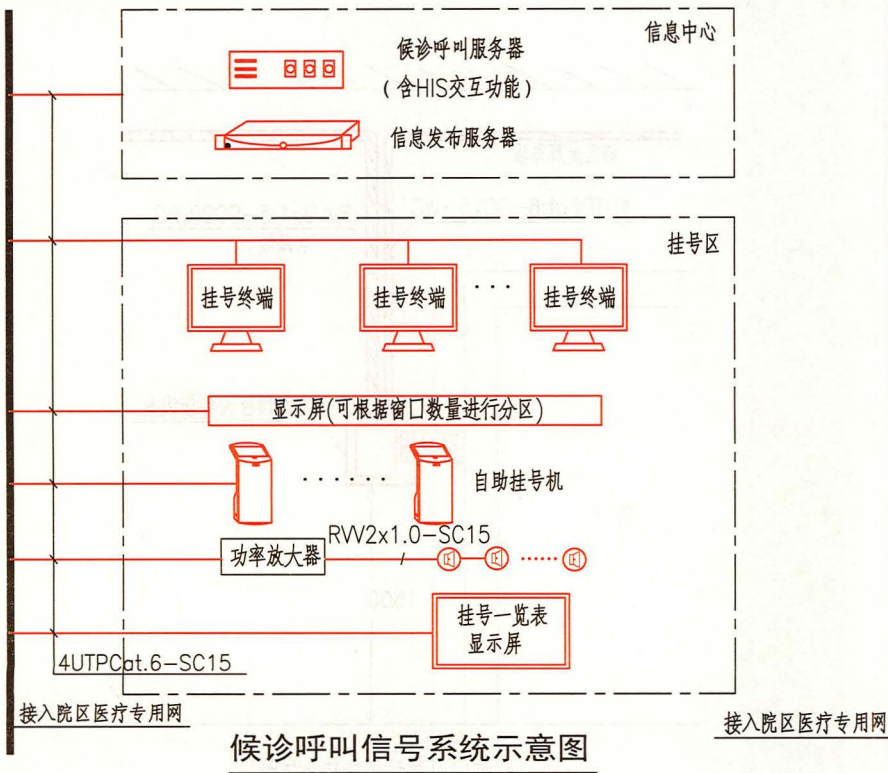 信息中心
候诊呼叫服务器
(含HIS交互功能)
信息发布服务器
挂号区
挂号终端
挂号终端
挂号终端
显示屏(可根据窗口数量进行分区)
自助挂号机
RVV2x1.0-SC15
功率放大器
挂号一览表
显示屏
4UTPCat.6-SC15
接入院区医疗专用网
接入院区医疗专用网
候诊呼叫信号系统示意图